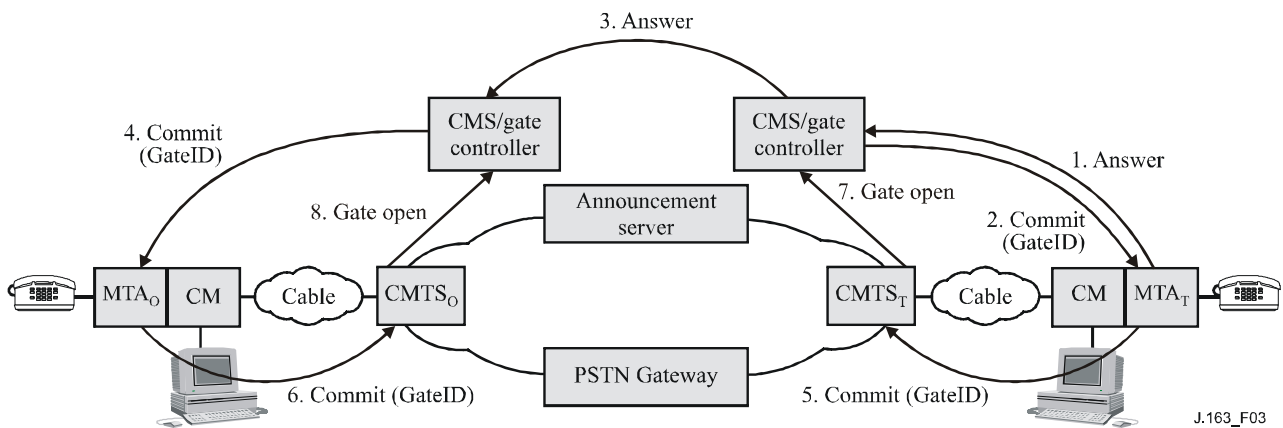 3. Answer
CMS/gate
controller
CMS/gate
controller
4. Commit
(GateID)
1. Answer
8. Gate open
7. Gate open
Announcement
server
2. Commit
(GateID)
MTAO
CM
Cable
CMTSO
CMTST
Cable
CM
MTAT
PSTN Gateway
6. Commit (GateID)
5. Commit (GateID)
J.163_F03